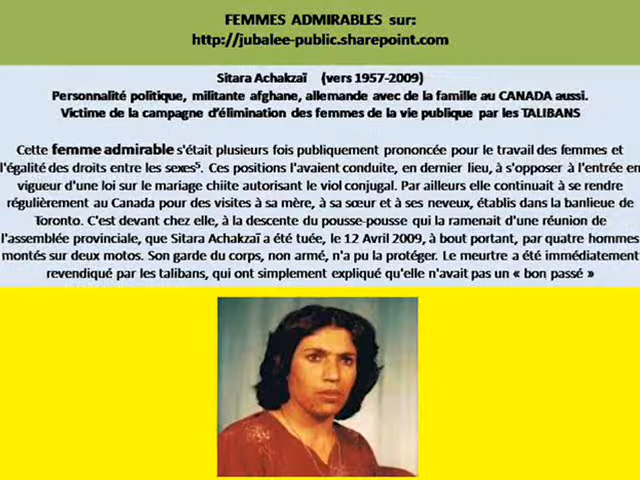 FEMMES ADMIRABLES sur:
http://jubalee-public.sharepoint.com
Sitara Achakzaï (vers 1957-2009)
Personnalité politique, militante afghane, allemande avec de la famille au CANADA aussi.
Victime de la campagne d'élimination des femmes de la vie publique par les TALIBANS
Cette femme admirable s'était plusieurs fois publiquement prononcée pour le travail des femmes et
l'égalité des droits entre les sexes⁵. Ces positions l'avaient conduite, en dernier lieu, à s'opposer à l'entrée en
vigueur d'une loi sur le mariage chiite autorisant le viol conjugal. Par ailleurs elle continuait à se rendre
régulièrement au Canada pour des visites à sa mère, à sa sœur et à ses neveux, établis dans la banlieue de
Toronto. C'est devant chez elle, à la descente du pousse-pousse qui la ramenait d'une réunion de
l'assemblée provinciale, que Sitara Achakzaï a été tuée, le 12 Avril 2009, à bout portant, par quatre hommes
montés sur deux motos. Son garde du corps, non armé, n'a pu la protéger. Le meurtre a été immédiatement
revendiqué par les talibans, qui ont simplement expliqué qu'elle n'avait pas un « bon passé »